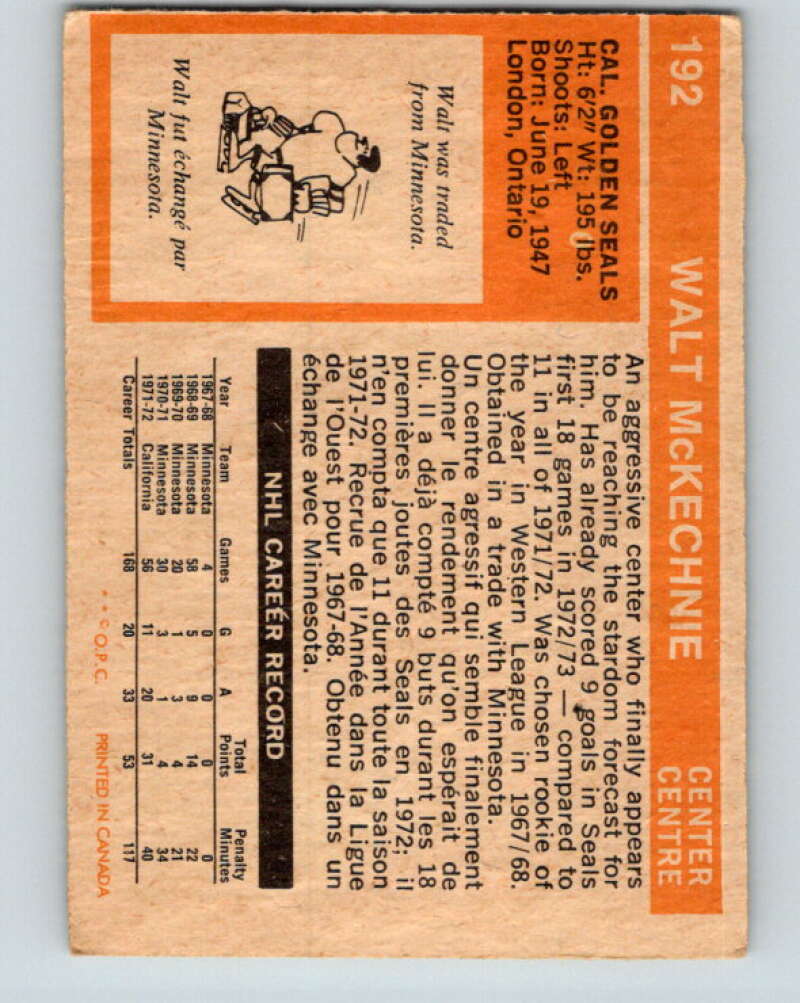 192 WALT McKECHNIE CENTER
CENTRE
CAL. GOLDEN SEALS
Ht: 6'2" Wt: 195 lbs.
Shoots: Left
Born: June 19, 1947
London, Ontario
Walt was traded
from Minnesota.
Walt fut échangé par
Minnesota.
An aggressive center who finally appears
to be reaching the stardom forecast for
him. Has already scored 9 goals in Seals
first 18 games in 1972/73 — compared to
11 in all of 1971/72. Was chosen rookie of
the year in Western League in 1967/68.
Obtained in a trade with Minnesota.
Un centre agressif qui semble finalement
donner le rendement qu'on espérait de
lui. Il a déjà compté 9 buts durant les 18
premières joutes des Seals en 1972; il
n'en compta que 11 durant toute la saison
1971-72. Recrue de l'Année dans la Ligue
de l'Ouest pour 1967-68. Obtenu dans un
échange avec Minnesota.
NHL CAREER RECORD
Year Team Games G A Total Points Penalty Minutes
1967-68 Minnesota 4 0 0 0 0
1968-69 Minnesota 58 5 9 14 22
1969-70 Minnesota 20 1 3 4 21
1970-71 Minnesota 30 3 1 4 34
1971-72 California 56 11 20 31 40
Career Totals 168 20 33 53 117
* * © O.P.C. PRINTED IN CANADA